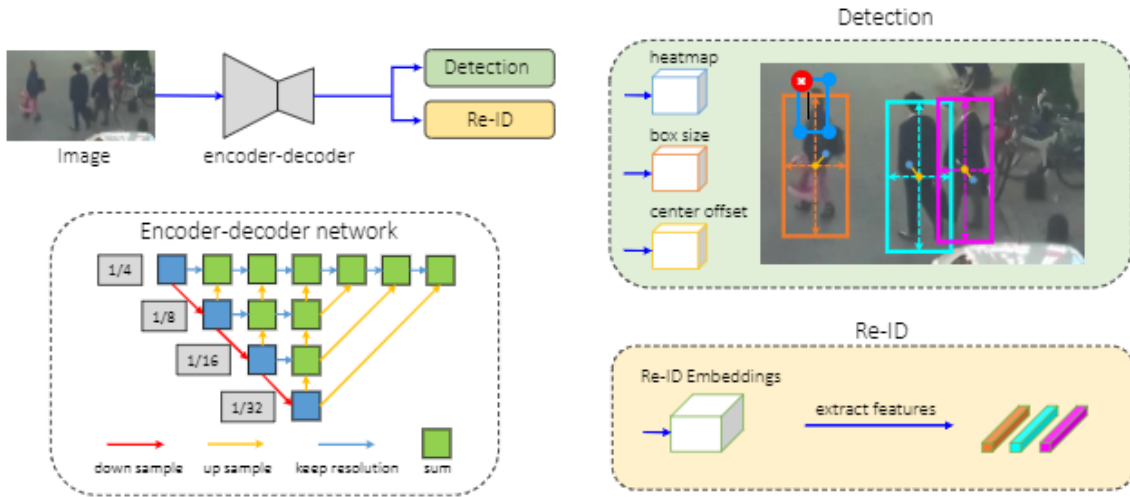 Image
encoder-decoder
Detection
Re-ID
Encoder-decoder network
1/4
1/8
1/16
1/32
down sample
up sample
keep resolution
sum
Detection
heatmap
box size
center offset
Re-ID
Re-ID Embeddings
extract features